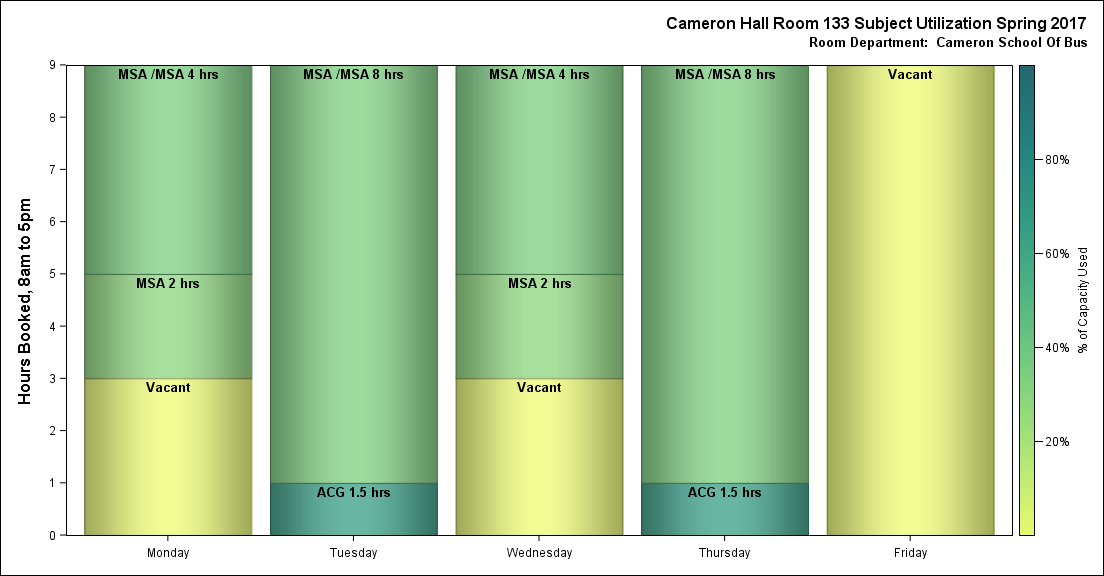 Cameron Hall Room 133 Subject Utilization Spring 2017
Room Department: Cameron School Of Bus
Hours Booked, 8am to 5pm
9
8
7
6
5
4
3
2
1
0
MSA /MSA 4 hrs
MSA 2 hrs
Vacant
MSA /MSA 8 hrs
ACG 1.5 hrs
MSA /MSA 4 hrs
MSA 2 hrs
Vacant
MSA /MSA 8 hrs
ACG 1.5 hrs
Vacant
Monday
Tuesday
Wednesday
Thursday
Friday
80%
60%
40%
20%
% of Capacity Used